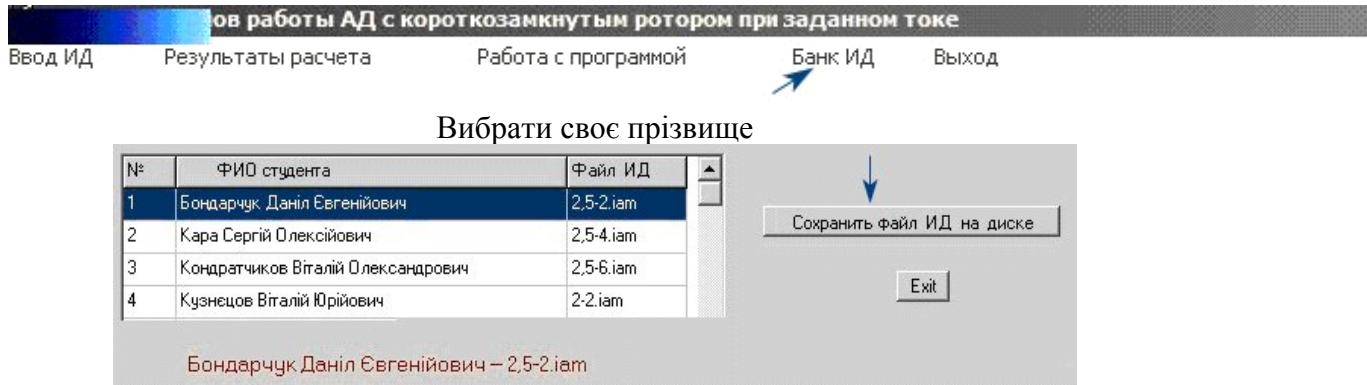 ов работы АД с короткозамкнутым ротором при заданном токе
Ввод ИД Результаты расчета Работа с программой Банк ИД Выход
Вибрати своє прізвище
№ ФИО студента Файл ИД
1 Бондарчук Даніл Євгенійович 2,5-2.iam
2 Кара Сергій Олексійович 2,5-4.iam
Сохранить файл ИД на диске
3 Кондратчиков Віталій Олександрович 2,5-6.iam
4 Кузнєцов Віталій Юрійович 2-2.iam
Exit
Бондарчук Даніл Євгенійович – 2,5-2.iam